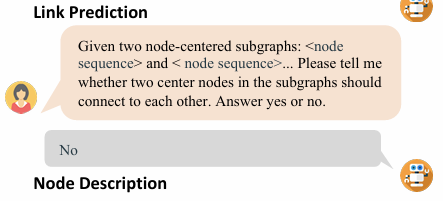 Link Prediction
Given two node-centered subgraphs: <node
sequence> and < node sequence>... Please tell me
whether two center nodes in the subgraphs should
connect to each other. Answer yes or no.
No
Node Description